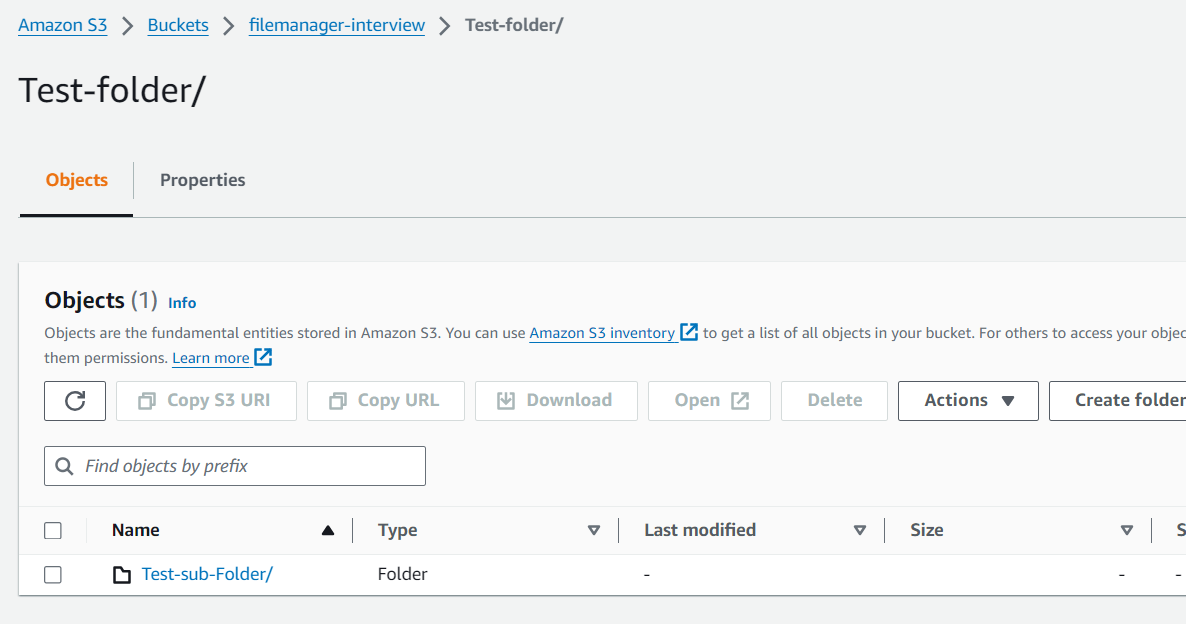 Amazon S3 > Buckets > filemanager-interview > Test-folder/
Test-folder/
Objects Properties
Objects (1) Info
Objects are the fundamental entities stored in Amazon S3. You can use Amazon S3 inventory to get a list of all objects in your bucket. For others to access your objec
them permissions. Learn more
Copy S3 URI Copy URL Download Open Delete Actions Create folder
Find objects by prefix
Name Type Last modified Size S
Test-sub-Folder/ Folder - - -